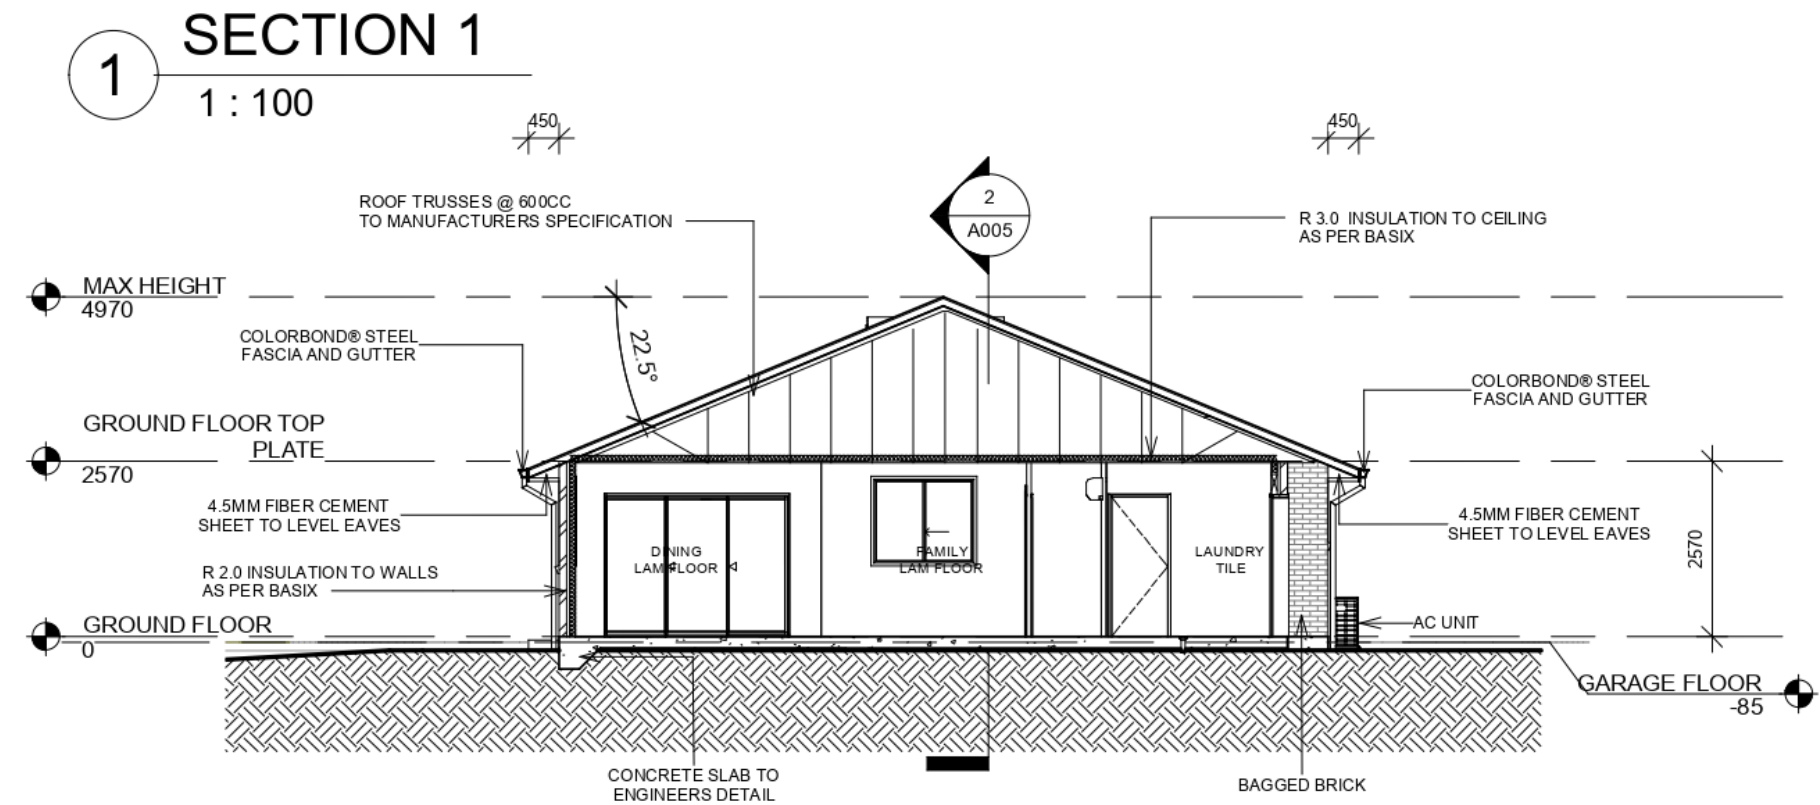 1
SECTION 1
1 : 100
450
450
ROOF TRUSSES @ 600CC
TO MANUFACTURERS SPECIFICATION
2
A005
R 3.0 INSULATION TO CEILING
AS PER BASIX
MAX HEIGHT
4970
COLORBOND® STEEL
FASCIA AND GUTTER
22.5°
COLORBOND® STEEL
FASCIA AND GUTTER
GROUND FLOOR TOP
PLATE
2570
4.5MM FIBER CEMENT
SHEET TO LEVEL EAVES
4.5MM FIBER CEMENT
SHEET TO LEVEL EAVES
2570
DINING
LAM FLOOR
FAMILY
LAM FLOOR
LAUNDRY
TILE
R 2.0 INSULATION TO WALLS
AS PER BASIX
GROUND FLOOR
0
AC UNIT
GARAGE FLOOR
-85
CONCRETE SLAB TO
ENGINEERS DETAIL
BAGGED BRICK